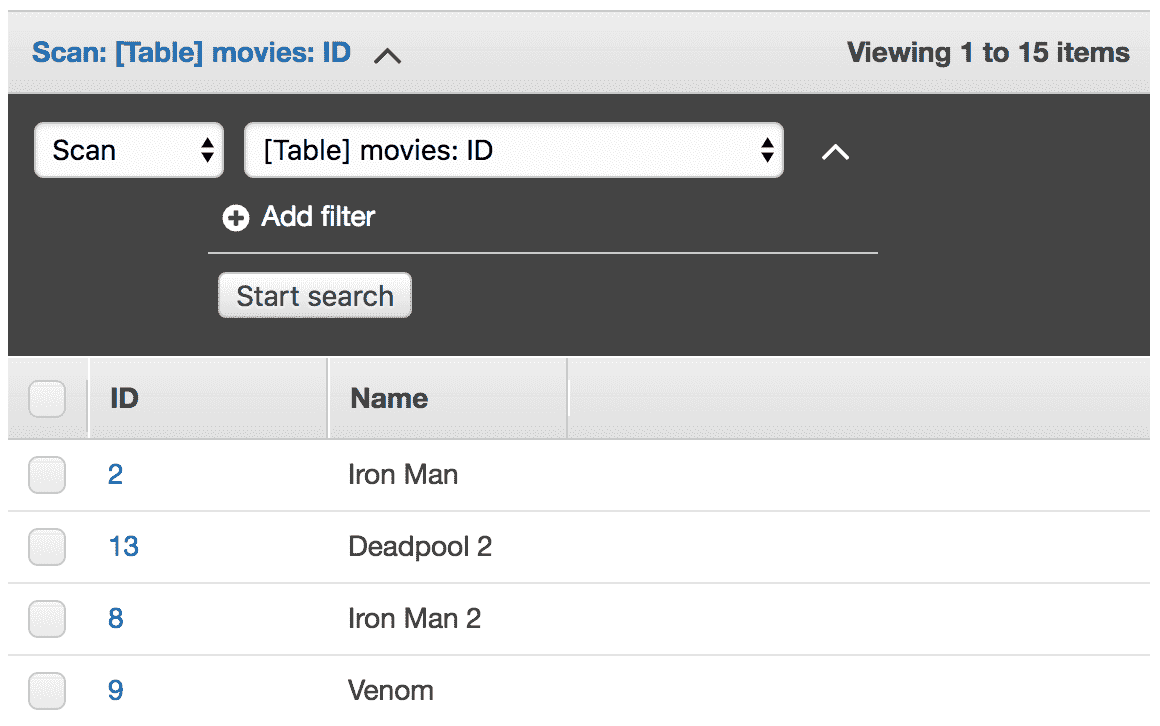 Scan: [Table] movies: ID Viewing 1 to 15 items
Scan [Table] movies: ID
Add filter
Start search
ID Name
2 Iron Man
13 Deadpool 2
8 Iron Man 2
9 Venom